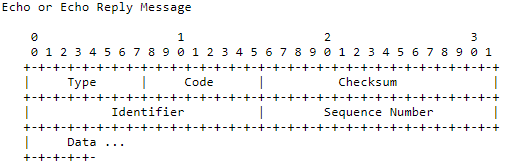 Echo or Echo Reply Message
0                   1                   2                   3
0 1 2 3 4 5 6 7 8 9 0 1 2 3 4 5 6 7 8 9 0 1 2 3 4 5 6 7 8 9 0 1
+-+-+-+-+-+-+-+-+-+-+-+-+-+-+-+-+-+-+-+-+-+-+-+-+-+-+-+-+-+-+-+-+
|     Type      |     Code      |          Checksum             |
+-+-+-+-+-+-+-+-+-+-+-+-+-+-+-+-+-+-+-+-+-+-+-+-+-+-+-+-+-+-+-+-+
|           Identifier          |        Sequence Number        |
+-+-+-+-+-+-+-+-+-+-+-+-+-+-+-+-+-+-+-+-+-+-+-+-+-+-+-+-+-+-+-+-+
|     Data ...
+-+-+-+-+-